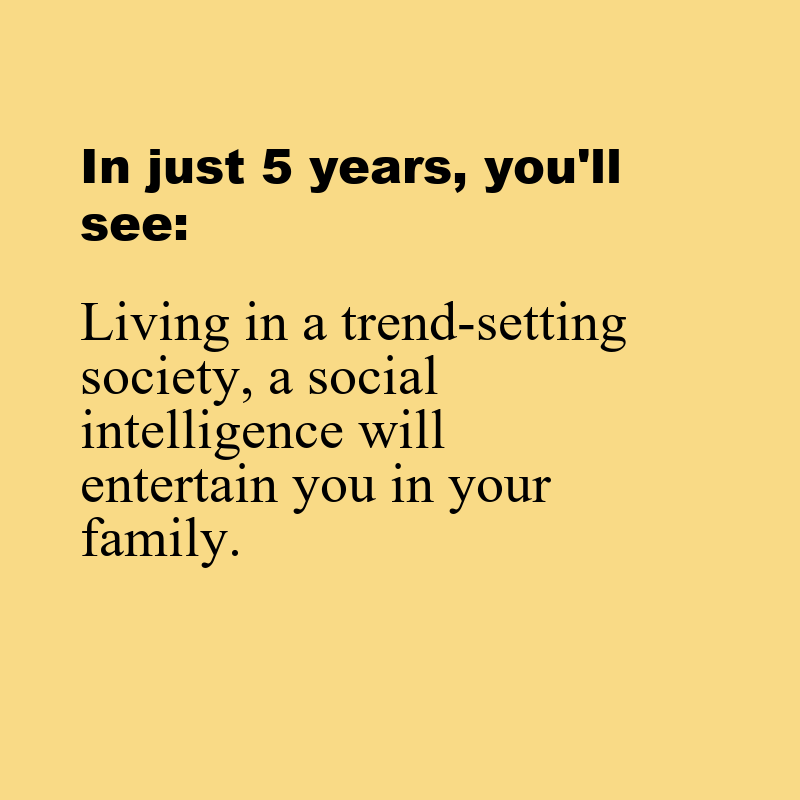 In just 5 years, you'll
see:
Living in a trend-setting
society, a social
intelligence will
entertain you in your
family.